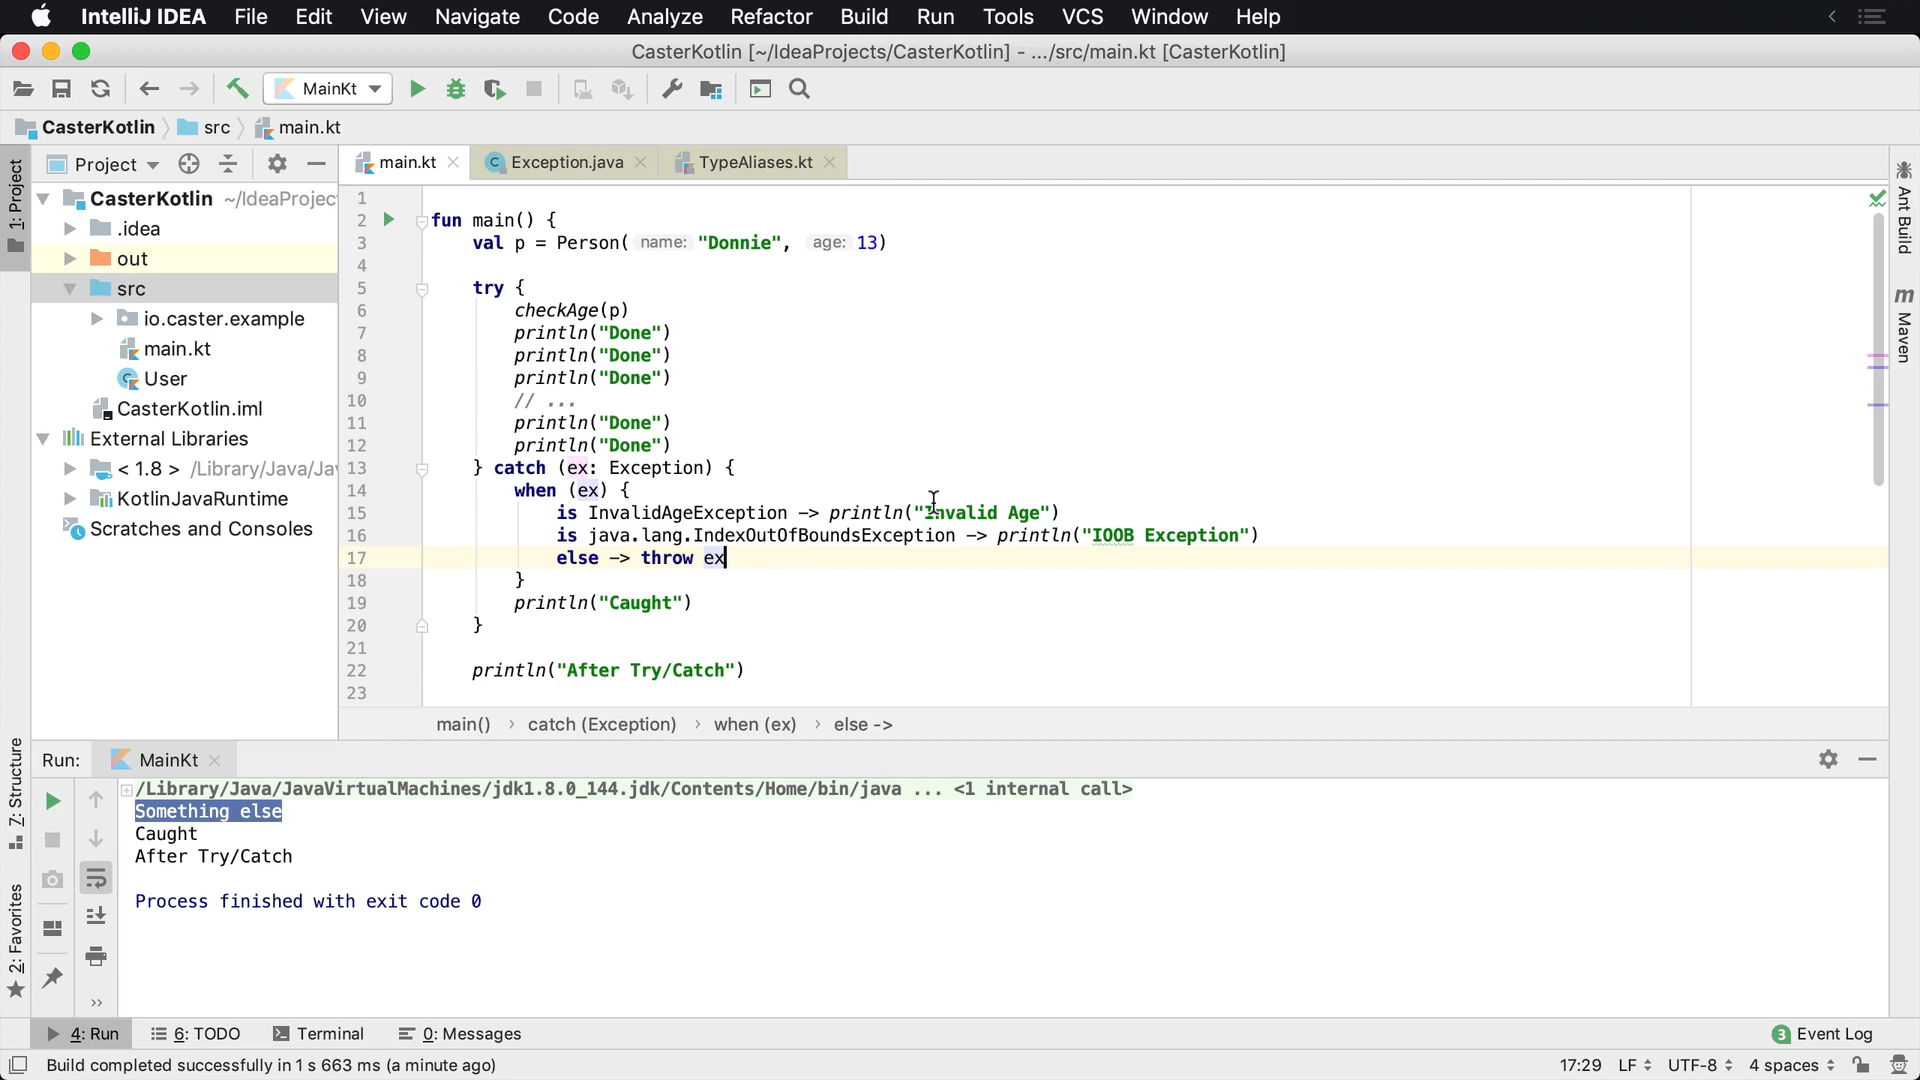 IntelliJ IDEA File Edit View Navigate Code Analyze Refactor Build Run Tools VCS Window Help
CasterKotlin [~/IdeaProjects/CasterKotlin] - .../src/main.kt [CasterKotlin]
MainKt
CasterKotlin src main.kt
1: Project
Project
main.kt Exception.java TypeAliases.kt
CasterKotlin ~/IdeaProjec
.idea
out
src
io.caster.example
main.kt
User
CasterKotlin.iml
External Libraries
< 1.8 > /Library/Java/Ja
KotlinJavaRuntime
Scratches and Consoles
1
2 fun main() {
3 val p = Person( name: "Donnie", age: 13)
4
5 try {
6 checkAge(p)
7 println("Done")
8 println("Done")
9 println("Done")
10 // ...
11 println("Done")
12 println("Done")
13 } catch (ex: Exception) {
14 when (ex) {
15 is InvalidAgeException -> println("Invalid Age")
16 is java.lang.IndexOutOfBoundsException -> println("IOOB Exception")
17 else -> throw ex
18 }
19 println("Caught")
20 }
21
22 println("After Try/Catch")
23
main() › catch (Exception) › when (ex) › else ->
Ant Build
m Maven
Run: MainKt
Z: Structure
2: Favorites
/Library/Java/JavaVirtualMachines/jdk1.8.0_144.jdk/Contents/Home/bin/java ... <1 internal call>
Something else
Caught
After Try/Catch
Process finished with exit code 0
4: Run 6: TODO Terminal 0: Messages 3 Event Log
Build completed successfully in 1 s 663 ms (a minute ago) 17:29 LF UTF-8 4 spaces